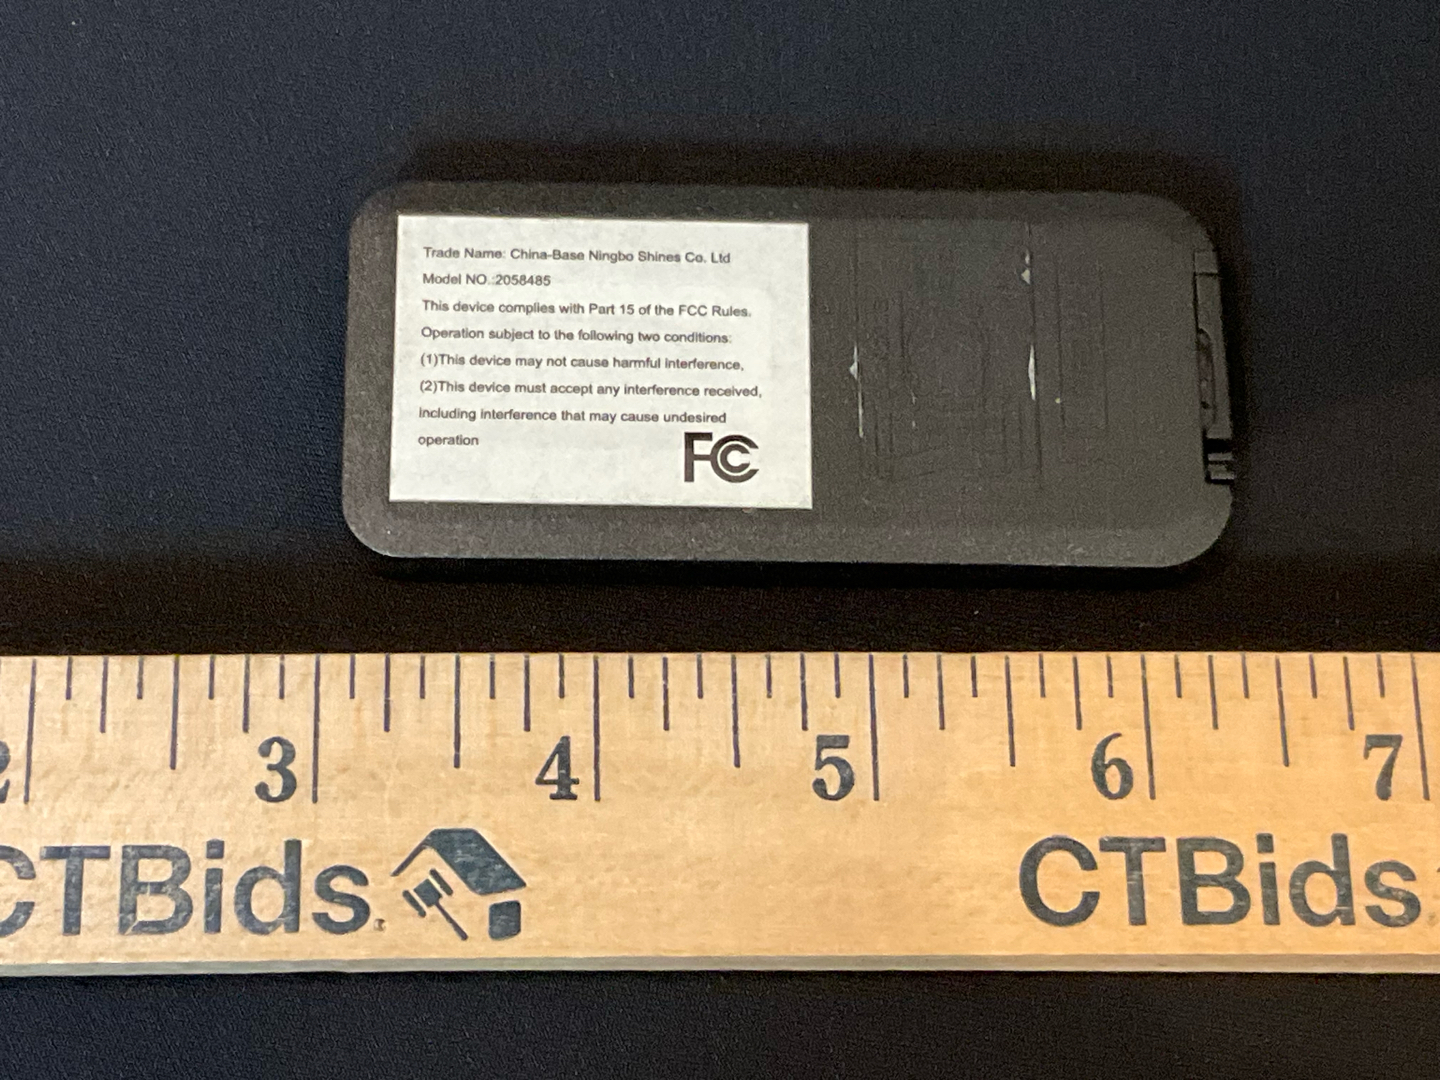 Trade Name: China-Base Ningbo Shines Co. Ltd
Model NO.:2058485
This device complies with Part 15 of the FCC Rules.
Operation subject to the following two conditions:
(1)This device may not cause harmful interference,
(2)This device must accept any interference received,
including interference that may cause undesired
operation
FC
2 3 4 5 6 7
CTBids. CTBids